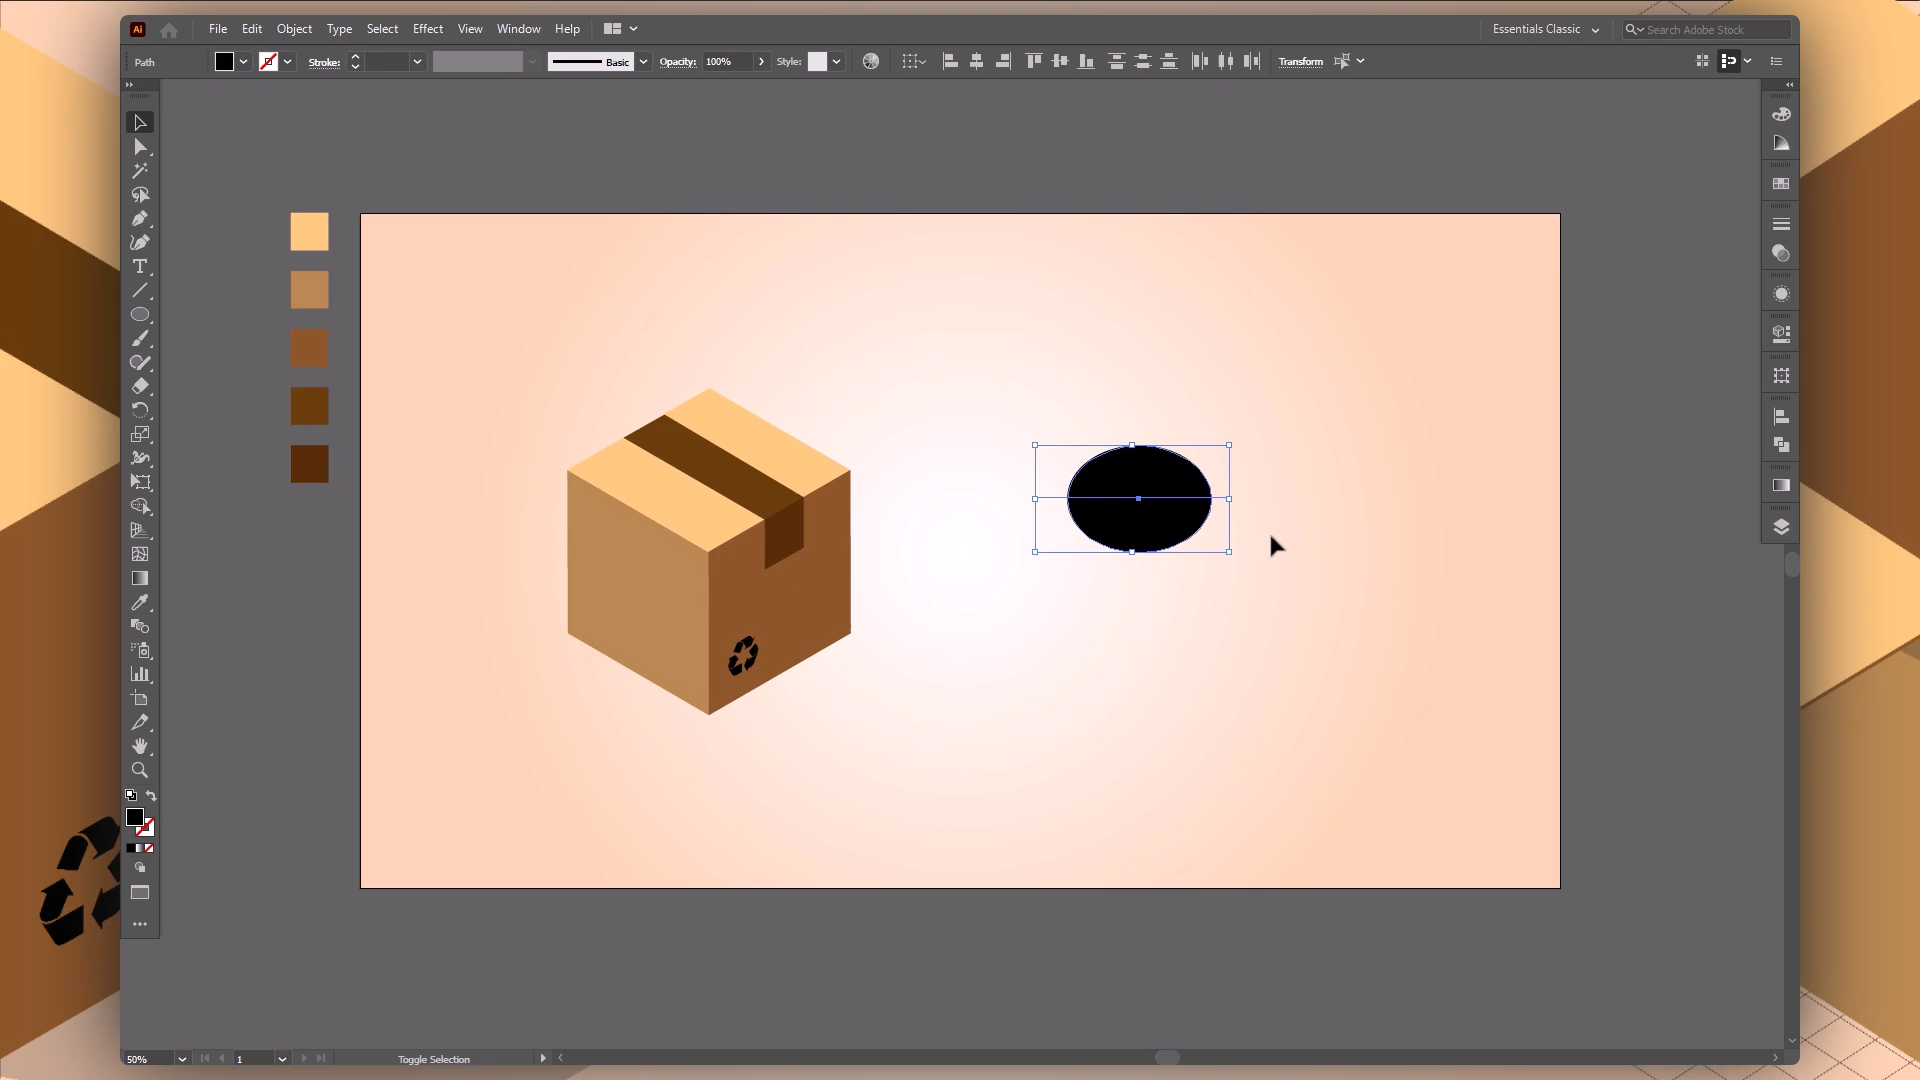 Ai File Edit Object Type Select Effect View Window Help Essentials Classic Search Adobe Stock
Path Stroke: Basic Opacity: 100% Style: Transform
50% 1 Toggle Selection